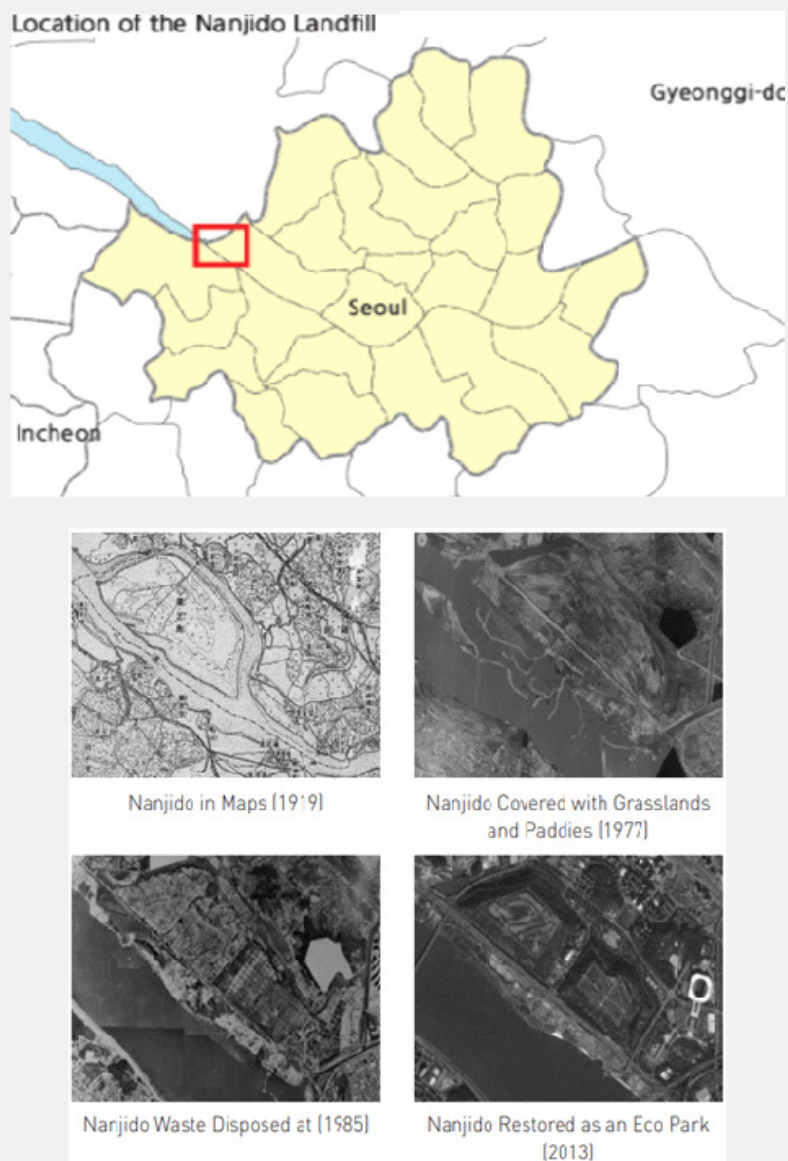 Location of the Nanjido Landfill
Gyeonggi-do
Seoul
Incheon
Nanjido in Maps (1919)
Nanjido Covered with Grasslands
and Paddies (1977)
Nanjido Waste Disposed at (1985)
Nanjido Restored as an Eco Park
(2013)